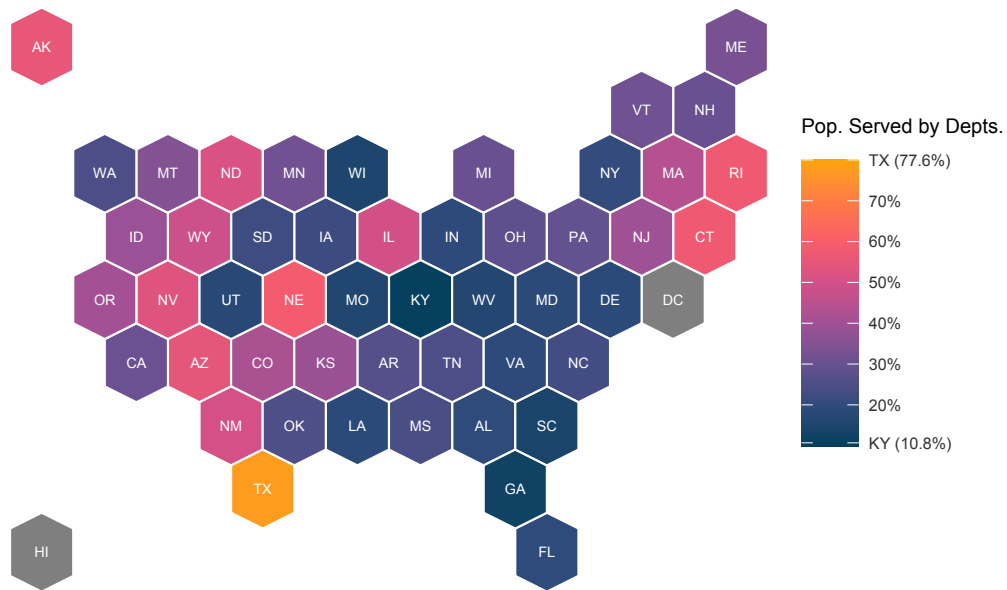 AK
ME
VT
NH
WA
MT
ND
MN
WI
MI
NY
MA
RI
ID
WY
SD
IA
IL
IN
OH
PA
NJ
CT
OR
NV
UT
NE
MO
KY
WV
MD
DE
DC
CA
AZ
CO
KS
AR
TN
VA
NC
NM
OK
LA
MS
AL
SC
TX
GA
HI
FL
Pop. Served by Depts.
TX (77.6%)
70%
60%
50%
40%
30%
20%
KY (10.8%)